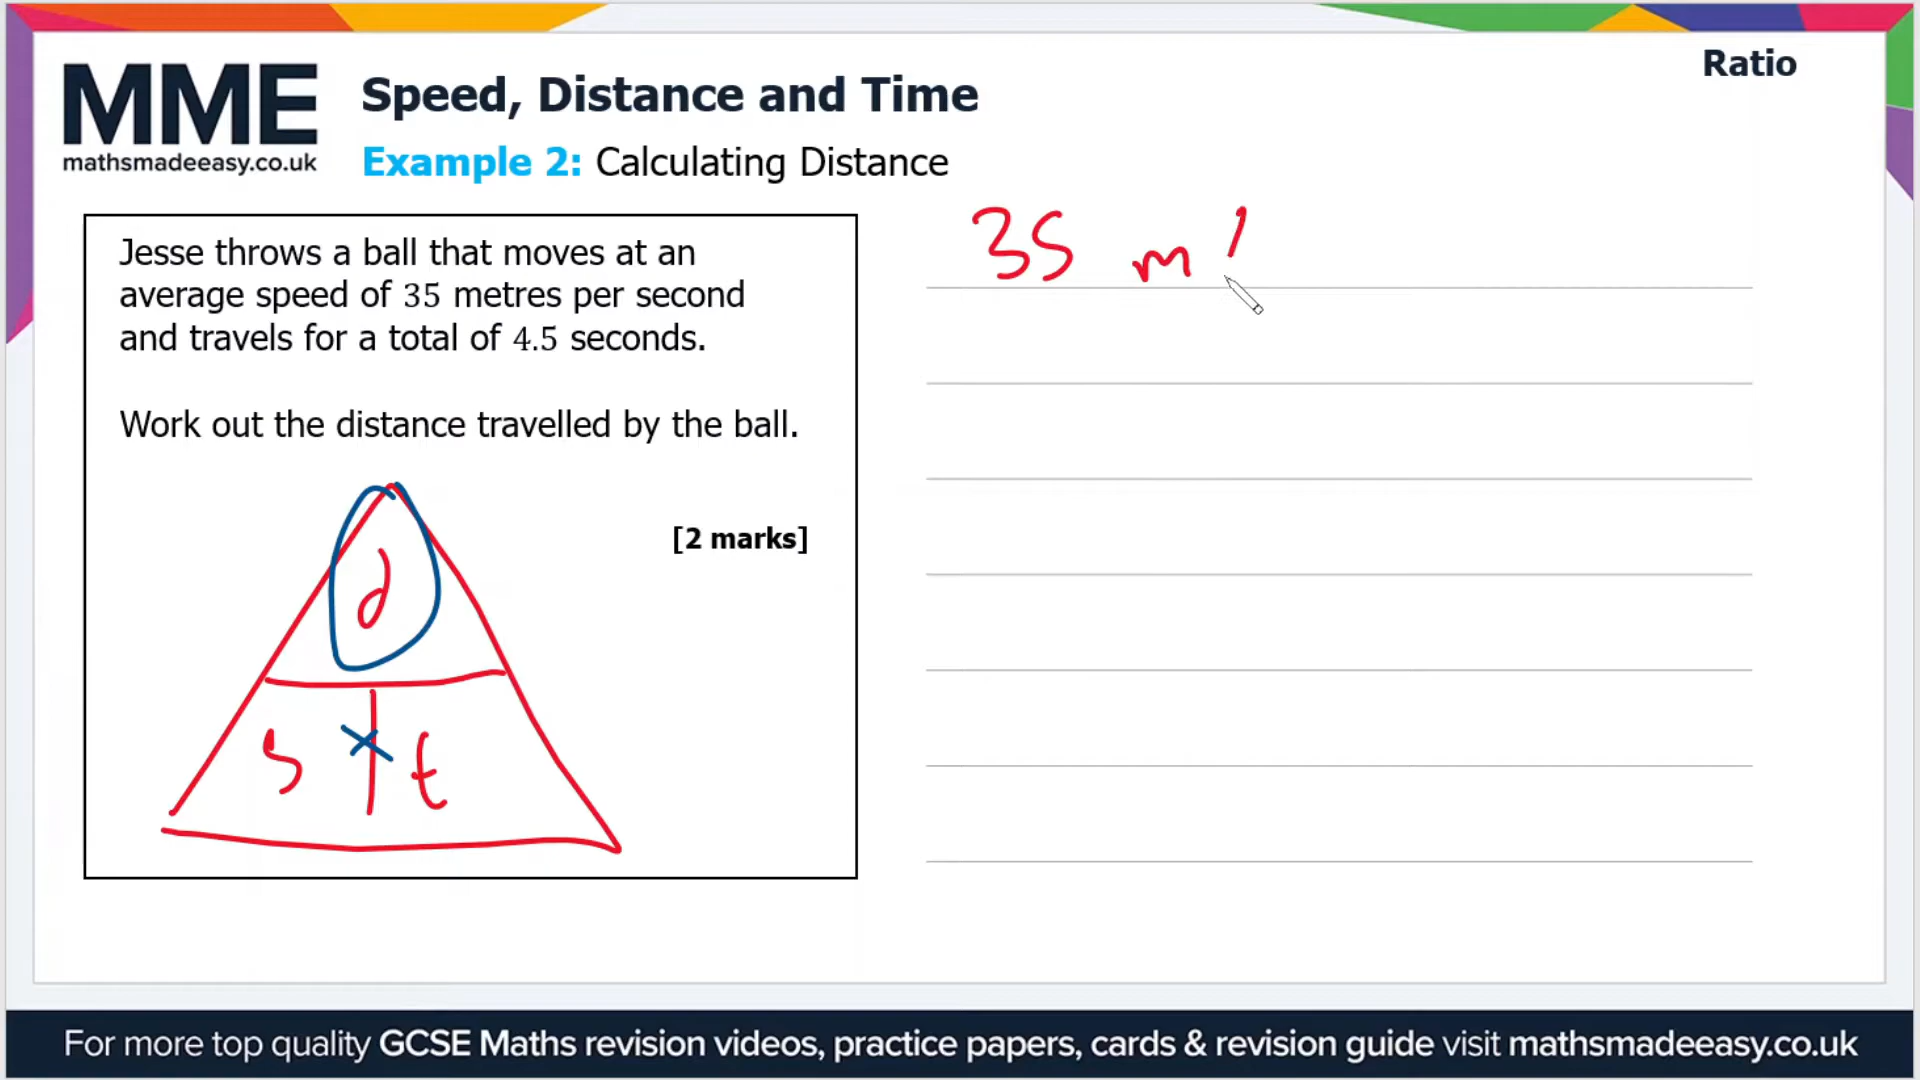 Ratio
MME
mathsmadeeasy.co.uk
Speed, Distance and Time
Example 2: Calculating Distance
Jesse throws a ball that moves at an
average speed of 35 metres per second
and travels for a total of 4.5 seconds.
Work out the distance travelled by the ball.
[2 marks]
d
s × t
35 m/
For more top quality GCSE Maths revision videos, practice papers, cards & revision guide visit mathsmadeeasy.co.uk